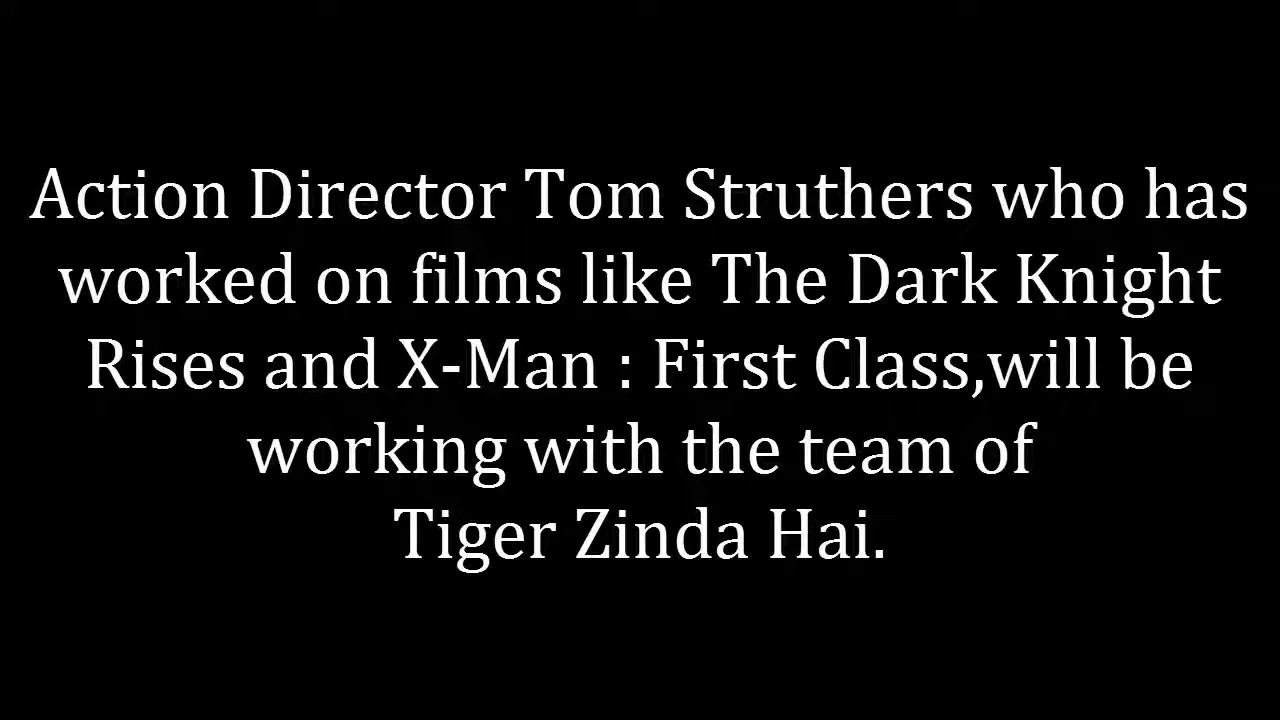 Action Director Tom Struthers who has
worked on films like The Dark Knight
Rises and X-Man : First Class,will be
working with the team of
Tiger Zinda Hai.